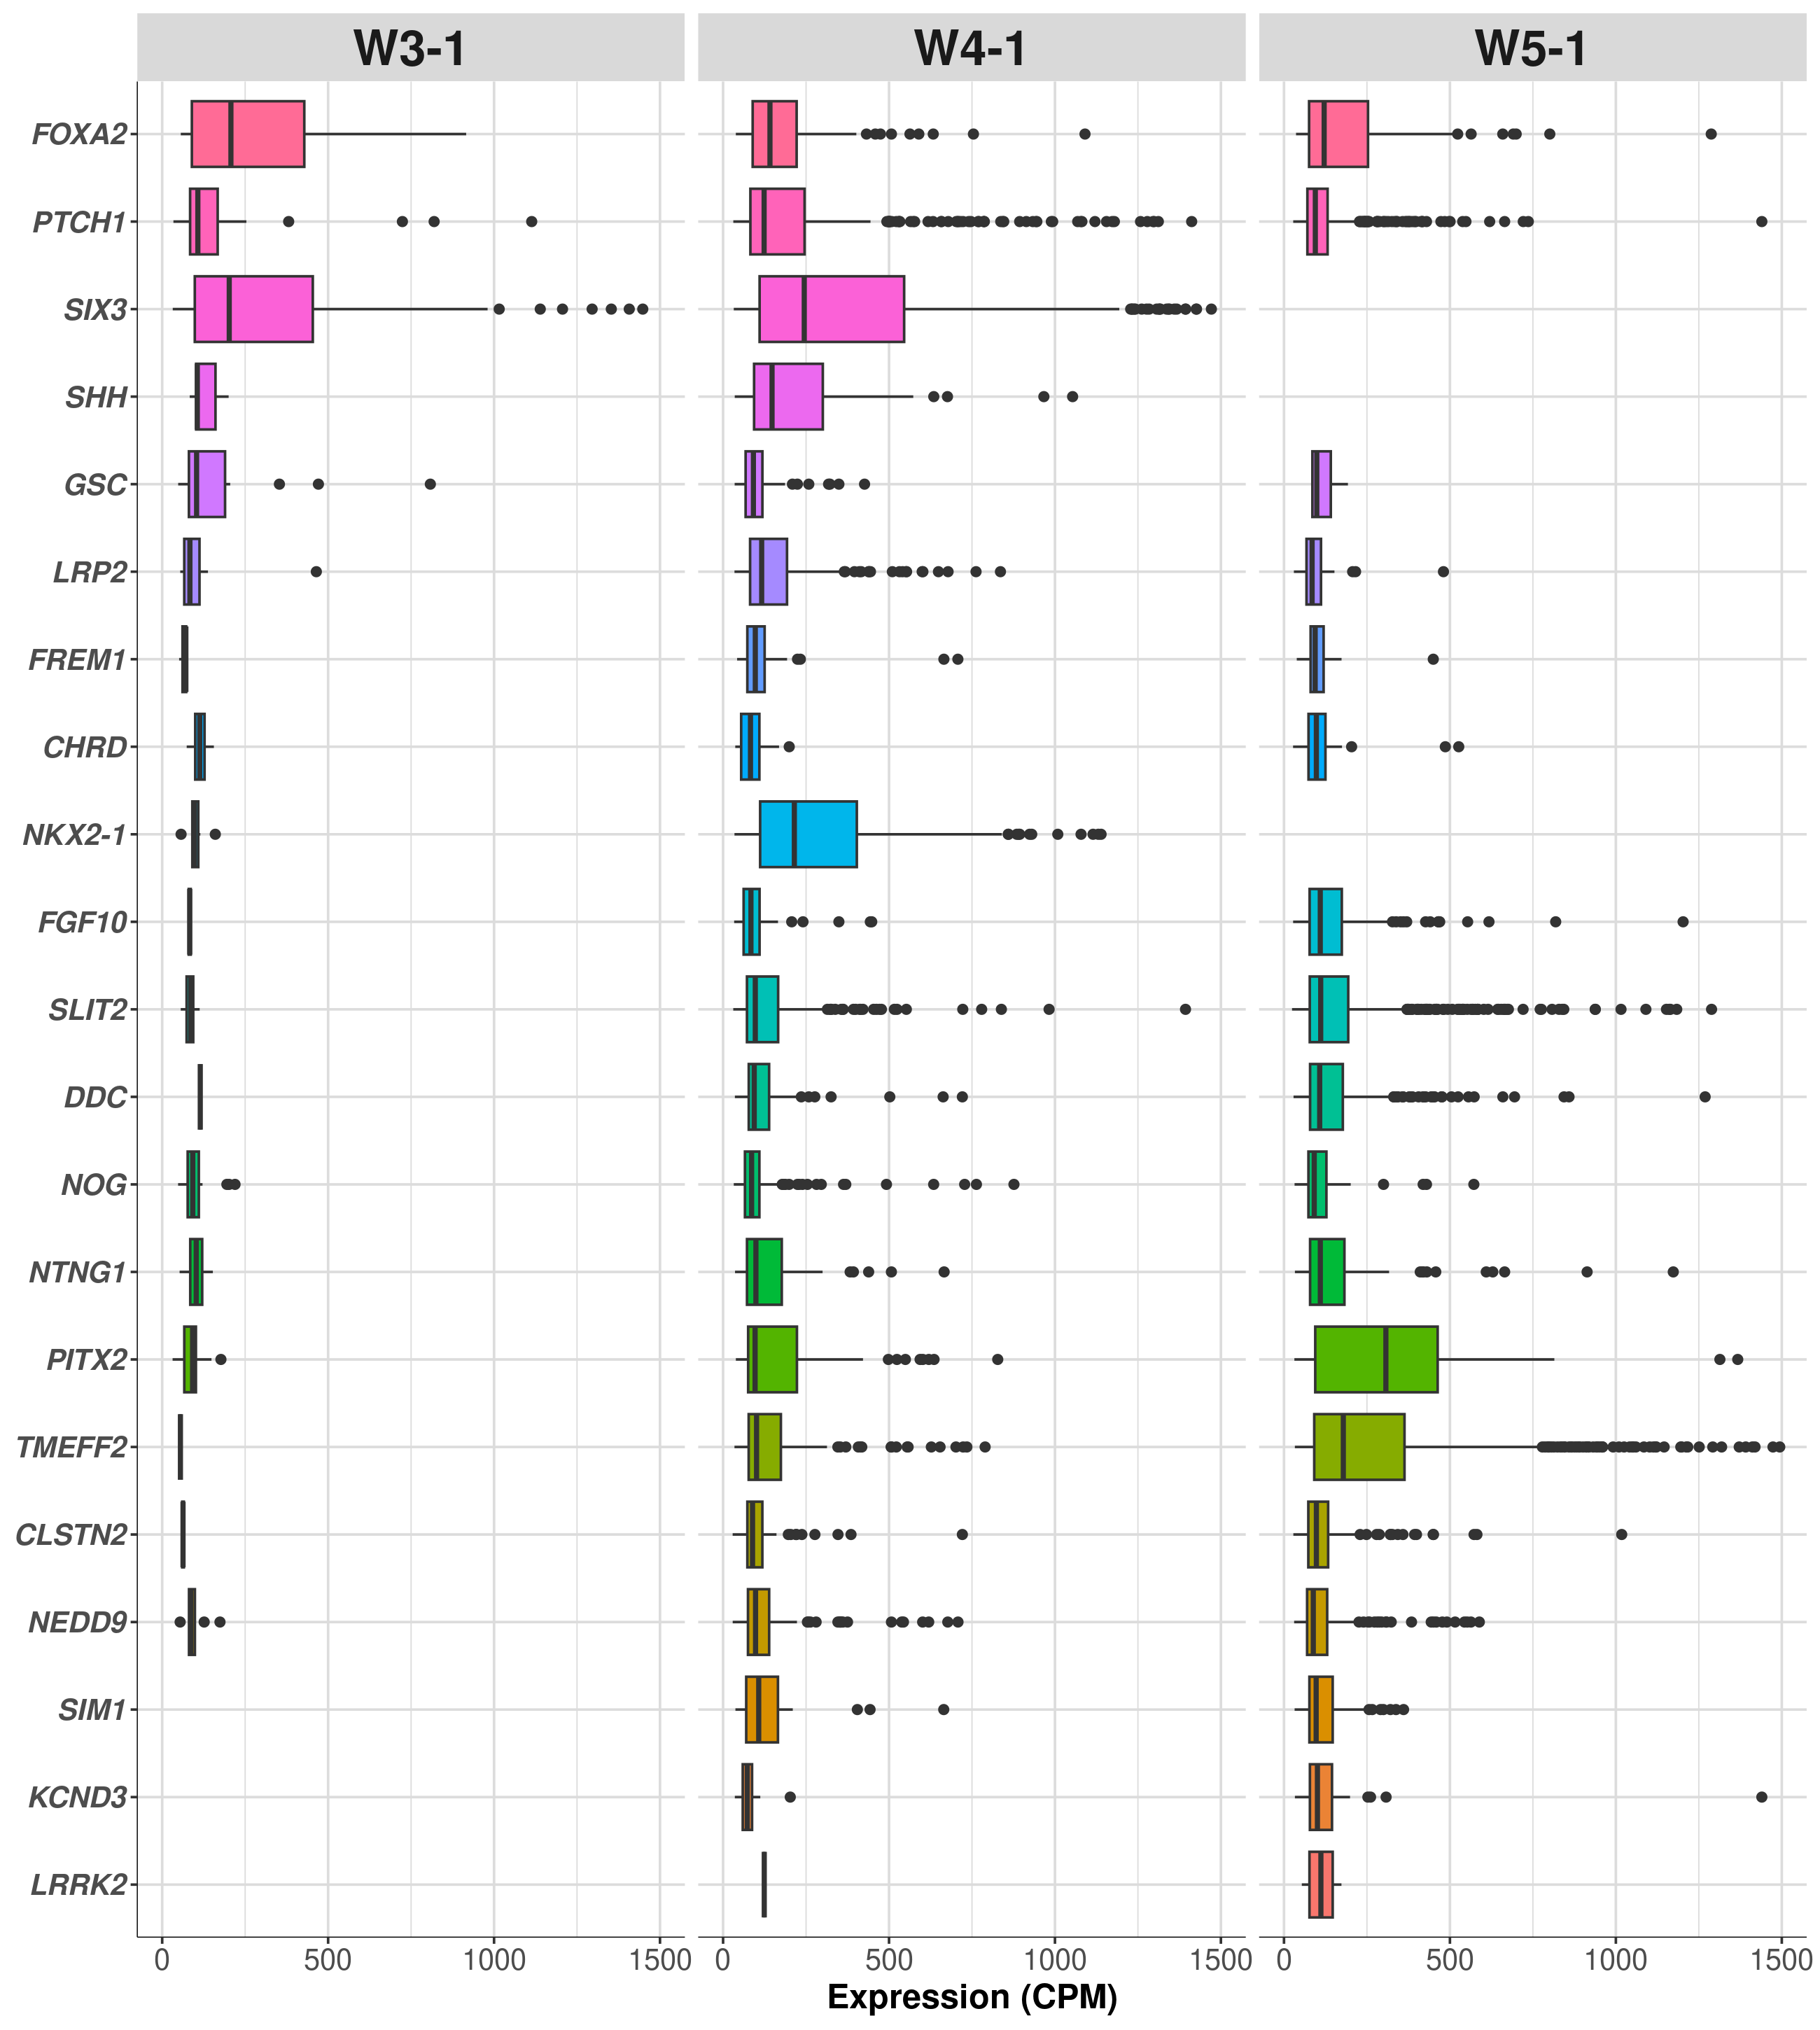 W3-1 W4-1 W5-1
FOXA2
PTCH1
SIX3
SHH
GSC
LRP2
FREM1
CHRD
NKX2-1
FGF10
SLIT2
DDC
NOG
NTNG1
PITX2
TMEFF2
CLSTN2
NEDD9
SIM1
KCND3
LRRK2
0 500 1000 1500 0 500 1000 1500 0 500 1000 1500
Expression (CPM)